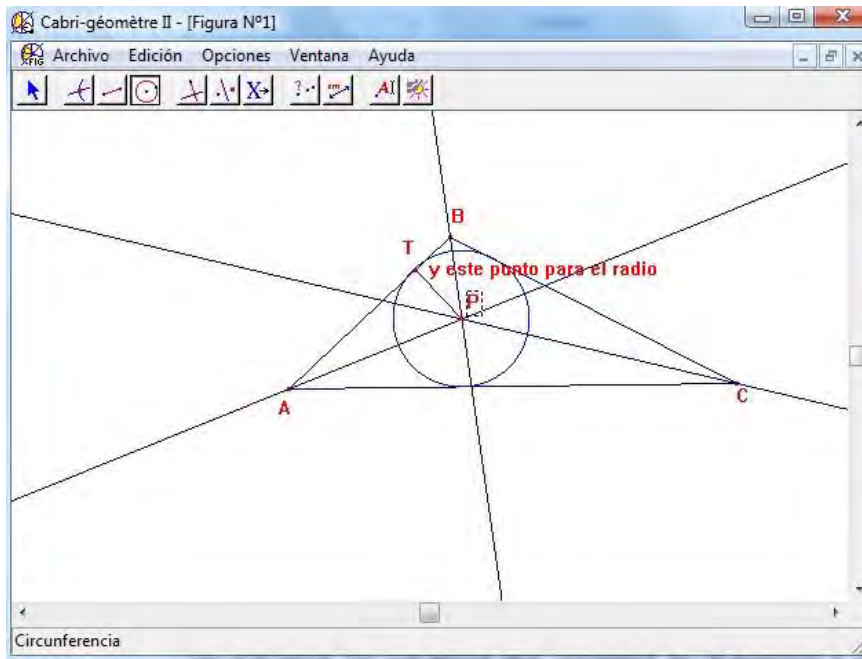 Cabri-géomètre II - [Figura Nº1]
Archivo Edición Opciones Ventana Ayuda
B
T
y este punto para el radio
P
A
C
Circunferencia